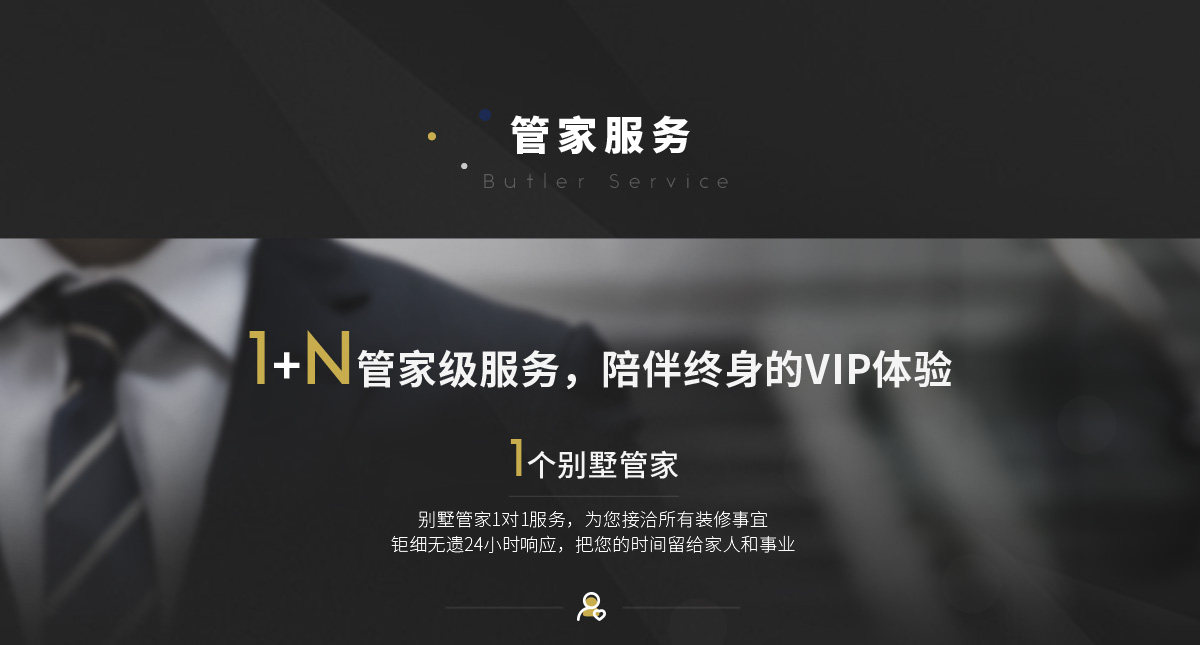 管家服务
Butler Service
1+N管家级服务，陪伴终身的VIP体验
1个别墅管家
别墅管家1对1服务，为您接洽所有装修事宜
钜细无遗24小时响应，把您的时间留给家人和事业